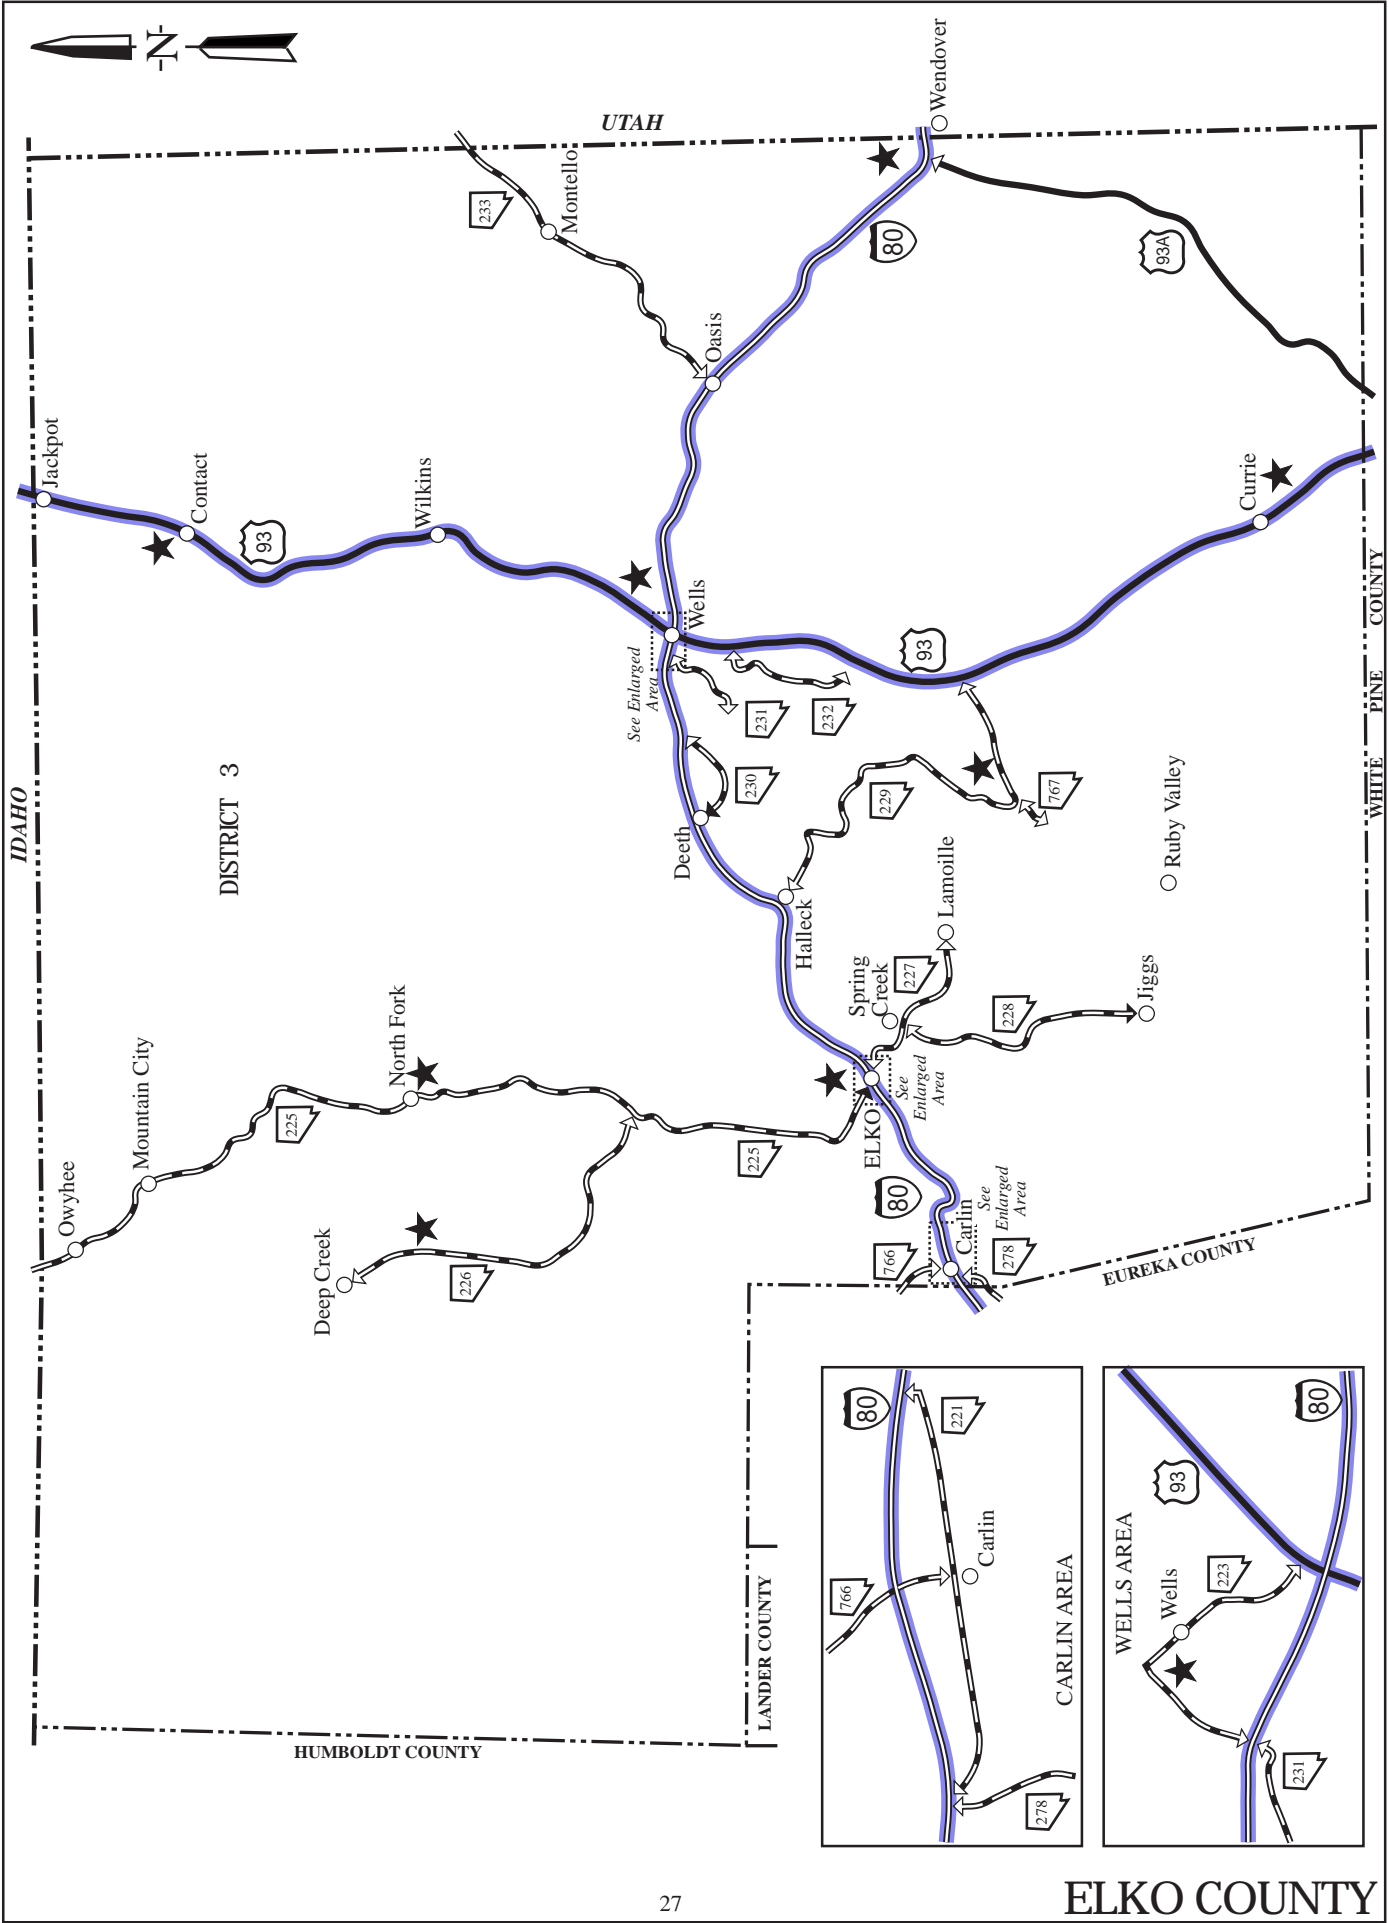 N
IDAHO
UTAH
DISTRICT 3
Owyhee
Mountain City
225
North Fork
Deep Creek
226
225
Jackpot
Contact
93
Wilkins
233
Montello
Oasis
80
Wendover
93A
See Enlarged
Area
Wells
231
232
93
230
Deeth
Halleck
229
767
Ruby Valley
Currie
Spring
Creek
227
Lamoille
228
Jiggs
ELKO
See
Enlarged
Area
80
766
Carlin
See
Enlarged
Area
278
EUREKA COUNTY
WHITE PINE COUNTY
LANDER COUNTY
HUMBOLDT COUNTY
80
221
766
Carlin
278
CARLIN AREA
WELLS AREA
93
80
Wells
223
231
27
ELKO COUNTY